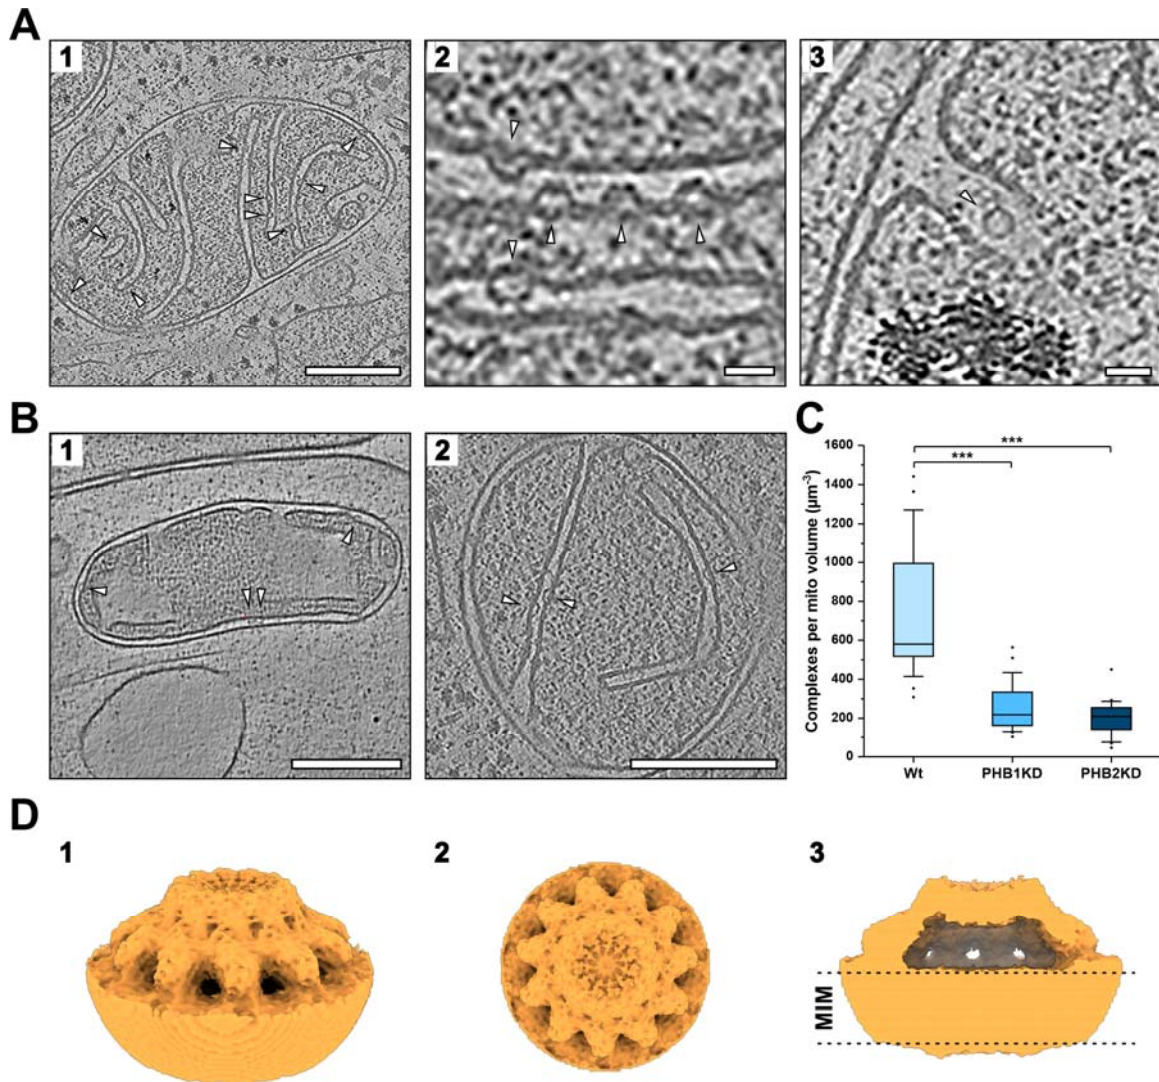 A
1
2
3
B
1
2
C
Complexes per mito volume (µm⁻³)
1600
1400
1200
1000
800
600
400
200
0
***
***
Wt
PHB1KD
PHB2KD
D
1
2
3
MIM